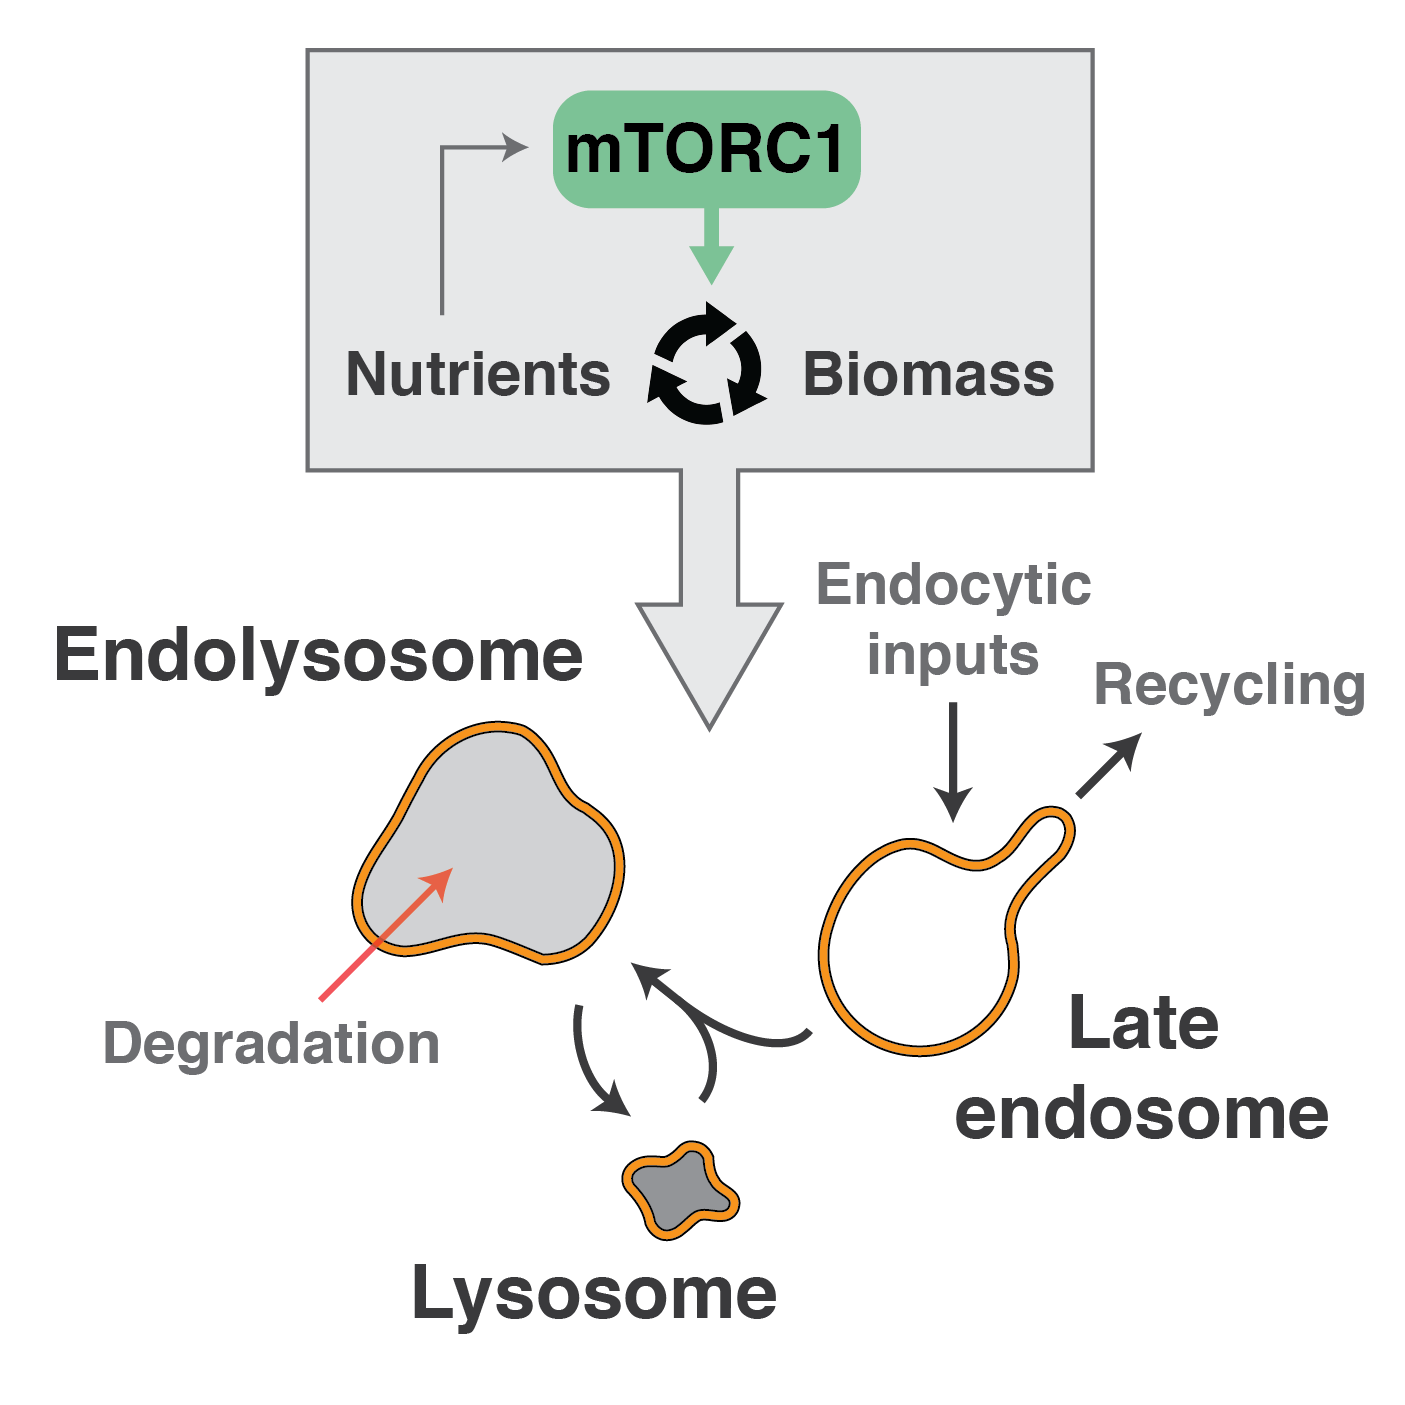 mTORC1
Nutrients
Biomass
Endocytic
inputs
Recycling
Endolysosome
Degradation
Late
endosome
Lysosome